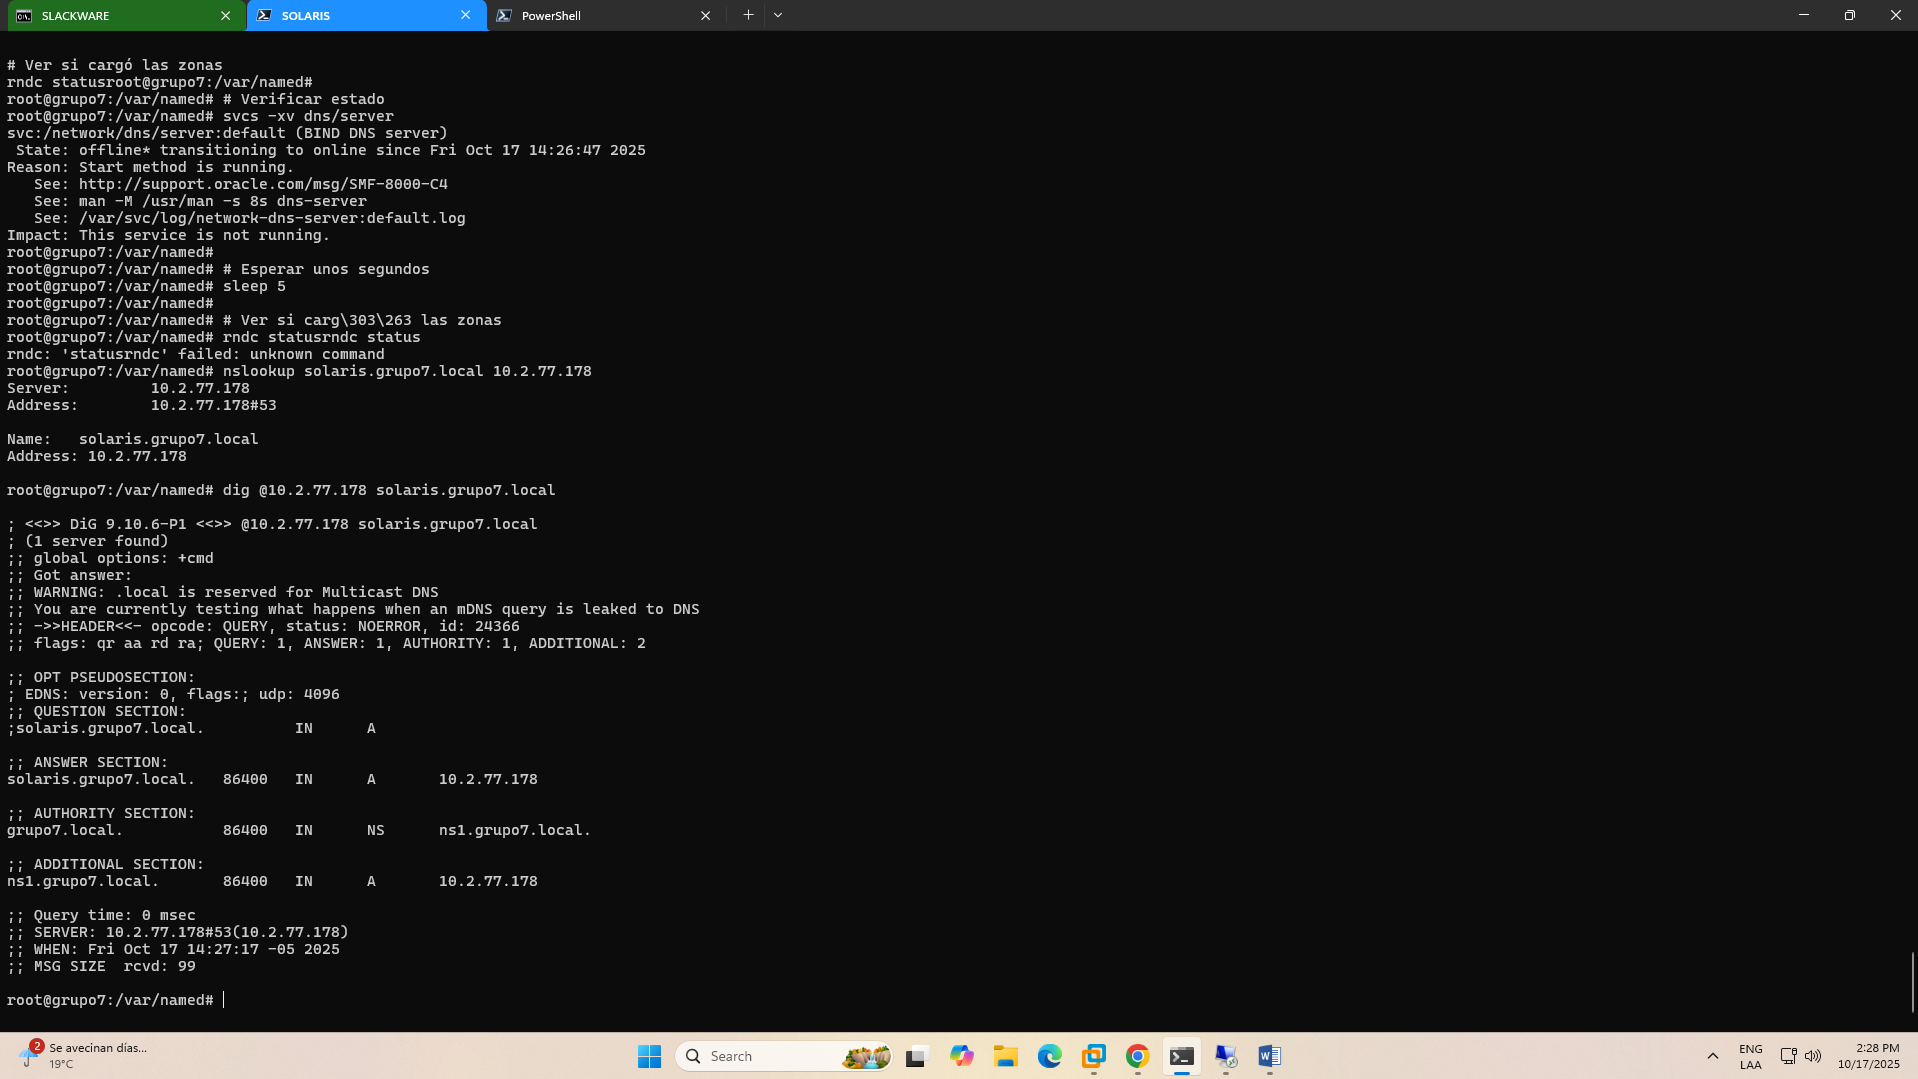 SLACKWARE
SOLARIS
PowerShell
# Ver si cargó las zonas
rndc statusroot@grupo7:/var/named#
root@grupo7:/var/named# # Verificar estado
root@grupo7:/var/named# svcs -xv dns/server
svc:/network/dns/server:default (BIND DNS server)
 State: offline* transitioning to online since Fri Oct 17 14:26:47 2025
Reason: Start method is running.
   See: http://support.oracle.com/msg/SMF-8000-C4
   See: man -M /usr/man -s 8s dns-server
   See: /var/svc/log/network-dns-server:default.log
Impact: This service is not running.
root@grupo7:/var/named#
root@grupo7:/var/named# # Esperar unos segundos
root@grupo7:/var/named# sleep 5
root@grupo7:/var/named#
root@grupo7:/var/named# # Ver si carg\303\263 las zonas
root@grupo7:/var/named# rndc statusrndc status
rndc: 'statusrndc' failed: unknown command
root@grupo7:/var/named# nslookup solaris.grupo7.local 10.2.77.178
Server:         10.2.77.178
Address:        10.2.77.178#53
Name:   solaris.grupo7.local
Address: 10.2.77.178
root@grupo7:/var/named# dig @10.2.77.178 solaris.grupo7.local
; <<>> DiG 9.10.6-P1 <<>> @10.2.77.178 solaris.grupo7.local
; (1 server found)
;; global options: +cmd
;; Got answer:
;; WARNING: .local is reserved for Multicast DNS
;; You are currently testing what happens when an mDNS query is leaked to DNS
;; ->>HEADER<<- opcode: QUERY, status: NOERROR, id: 24366
;; flags: qr aa rd ra; QUERY: 1, ANSWER: 1, AUTHORITY: 1, ADDITIONAL: 2
;; OPT PSEUDOSECTION:
; EDNS: version: 0, flags:; udp: 4096
;; QUESTION SECTION:
;solaris.grupo7.local.          IN      A
;; ANSWER SECTION:
solaris.grupo7.local.   86400   IN      A       10.2.77.178
;; AUTHORITY SECTION:
grupo7.local.           86400   IN      NS      ns1.grupo7.local.
;; ADDITIONAL SECTION:
ns1.grupo7.local.       86400   IN      A       10.2.77.178
;; Query time: 0 msec
;; SERVER: 10.2.77.178#53(10.2.77.178)
;; WHEN: Fri Oct 17 14:27:17 -05 2025
;; MSG SIZE  rcvd: 99
root@grupo7:/var/named#
2
Se avecinan días...
19°C
Search
ENG
LAA
2:28 PM
10/17/2025